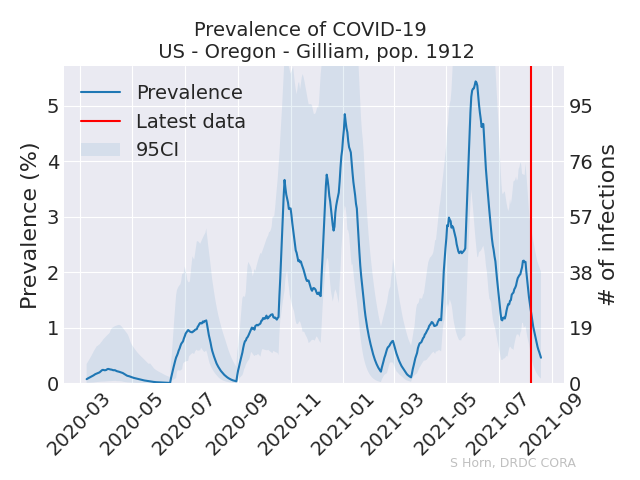 Prevalence of COVID-19
US - Oregon - Gilliam, pop. 1912
Prevalence
Latest data
95CI
Prevalence (%)
5
4
3
2
1
0
95
76
57
38
19
0
# of infections
2020-03
2020-05
2020-07
2020-09
2020-11
2021-01
2021-03
2021-05
2021-07
2021-09
S Horn, DRDC CORA